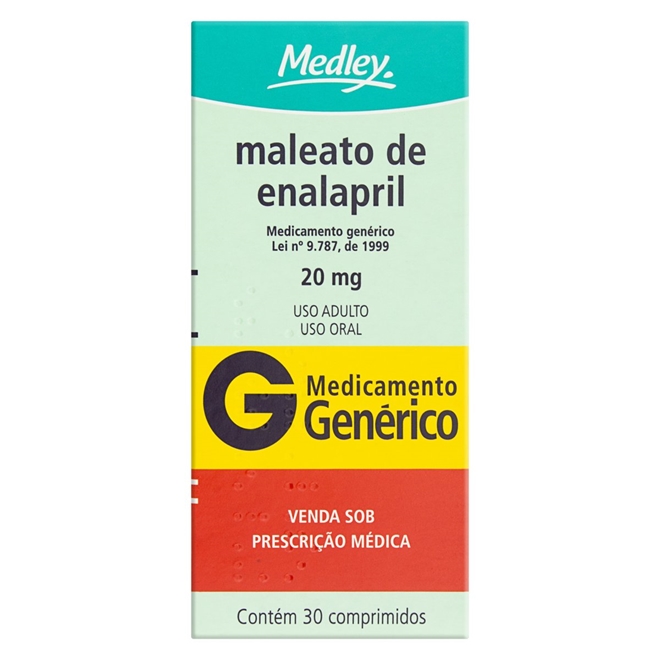 Medley.
maleato de
enalapril
Medicamento genérico
Lei nº 9.787, de 1999
20 mg
USO ADULTO
USO ORAL
G
Medicamento
Genérico
VENDA SOB
PRESCRIÇÃO MÉDICA
Contém 30 comprimidos